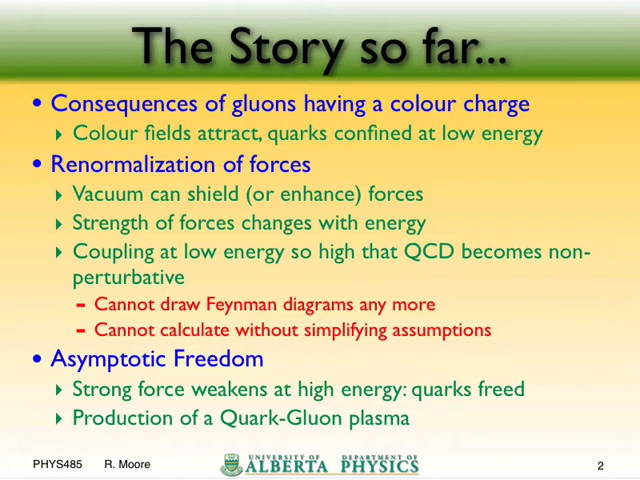 The Story so far...
• Consequences of gluons having a colour charge
‣ Colour fields attract, quarks confined at low energy
• Renormalization of forces
‣ Vacuum can shield (or enhance) forces
‣ Strength of forces changes with energy
‣ Coupling at low energy so high that QCD becomes non-
perturbative
- Cannot draw Feynman diagrams any more
- Cannot calculate without simplifying assumptions
• Asymptotic Freedom
‣ Strong force weakens at high energy: quarks freed
‣ Production of a Quark-Gluon plasma
PHYS485 R. Moore UNIVERSITY OF DEPARTMENT OF 2
ALBERTA PHYSICS